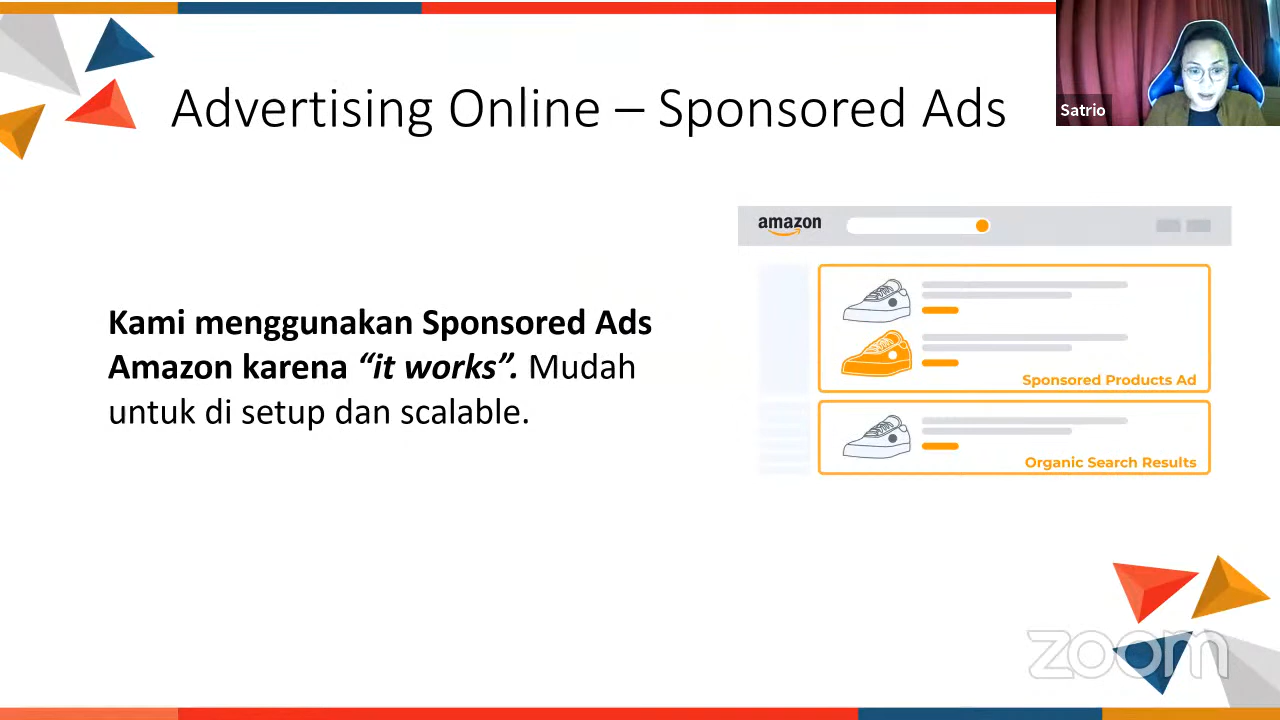 Advertising Online – Sponsored Ads
Satrio
Kami menggunakan Sponsored Ads
Amazon karena “it works”. Mudah
untuk di setup dan scalable.
amazon
Sponsored Products Ad
Organic Search Results
zoom